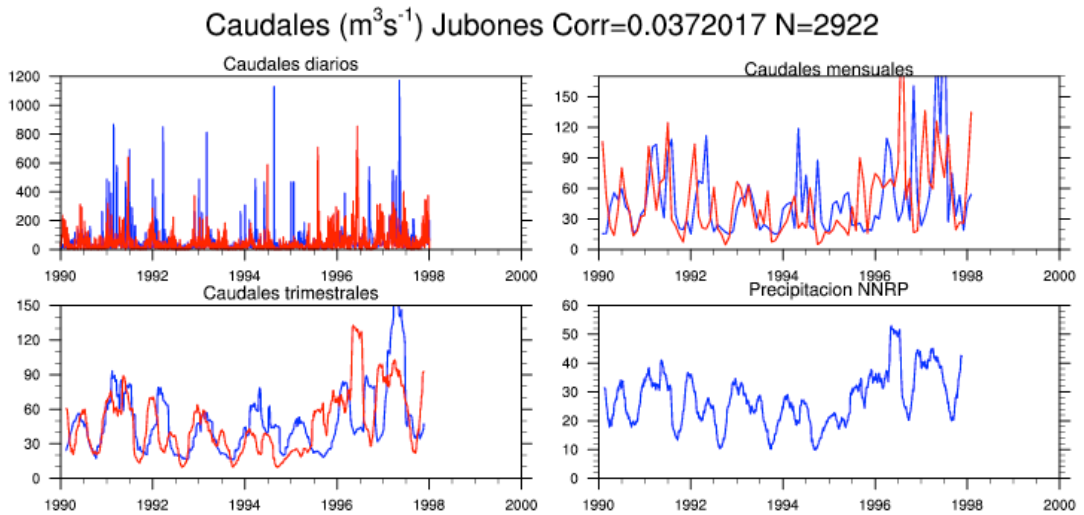 Caudales (m³s⁻¹) Jubones Corr=0.0372017 N=2922
Caudales diarios
1200
1000
800
600
400
200
0
1990 1992 1994 1996 1998 2000
Caudales mensuales
150
120
90
60
30
0
1990 1992 1994 1996 1998 2000
Caudales trimestrales
150
120
90
60
30
0
1990 1992 1994 1996 1998 2000
Precipitacion NNRP
60
50
40
30
20
10
0
1990 1992 1994 1996 1998 2000